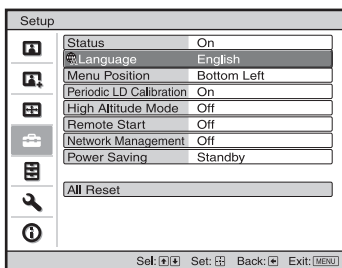 Setup
Status On
Language English
Menu Position Bottom Left
Periodic LD Calibration On
High Altitude Mode Off
Remote Start Off
Network Management Off
Power Saving Standby
All Reset
Sel: Set: Back: Exit: MENU